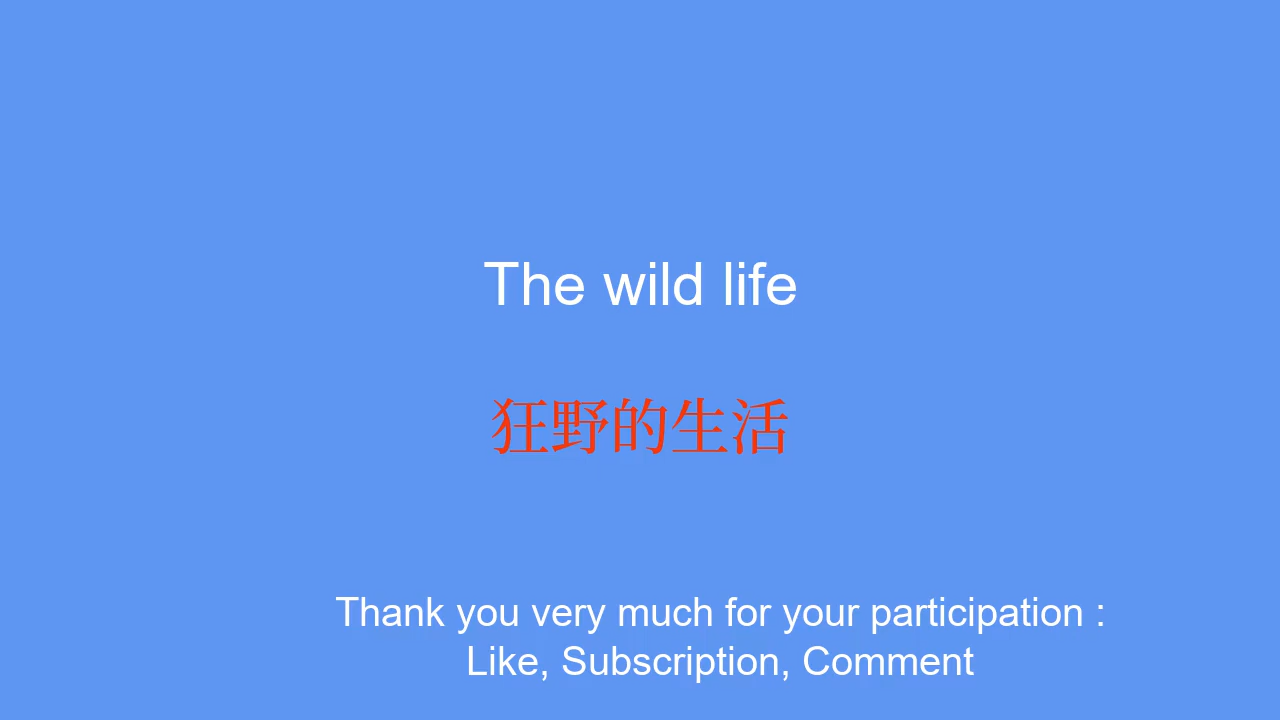 The wild life
狂野的生活
Thank you very much for your participation :
Like, Subscription, Comment